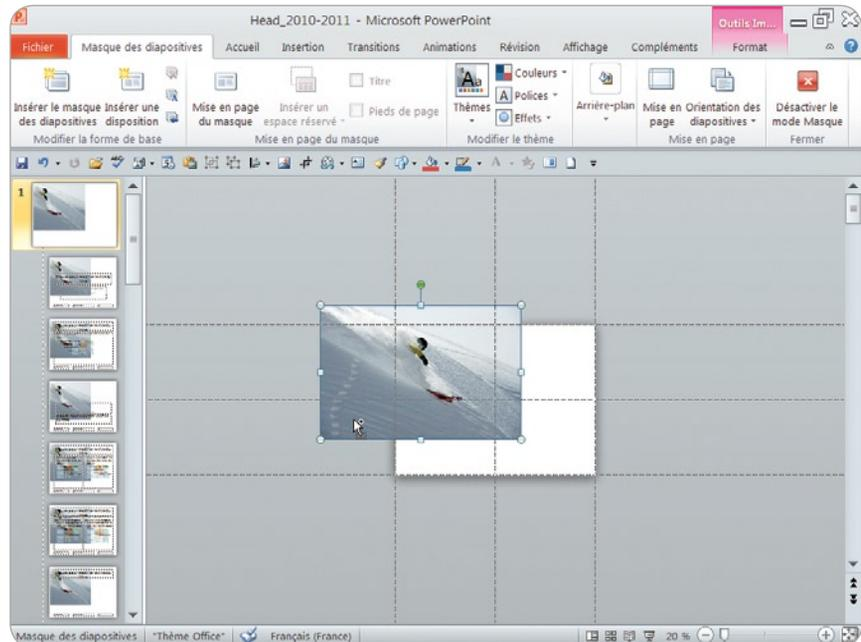 Head_2010-2011 - Microsoft PowerPoint
Outils Im...
Fichier
Masque des diapositives
Accueil
Insertion
Transitions
Animations
Révision
Affichage
Compléments
Format
Insérer le masque des diapositives
Insérer une disposition
Modifier la forme de base
Mise en page du masque
Insérer un espace réservé
Titre
Pieds de page
Mise en page du masque
Aa
Thèmes
Couleurs
A Polices
Effets
Modifier le thème
Arrière-plan
Mise en page
Orientation des diapositives
Mise en page
Désactiver le mode Masque
Fermer
1
Masque des diapositives
"Thème Office"
Français (France)
20 %